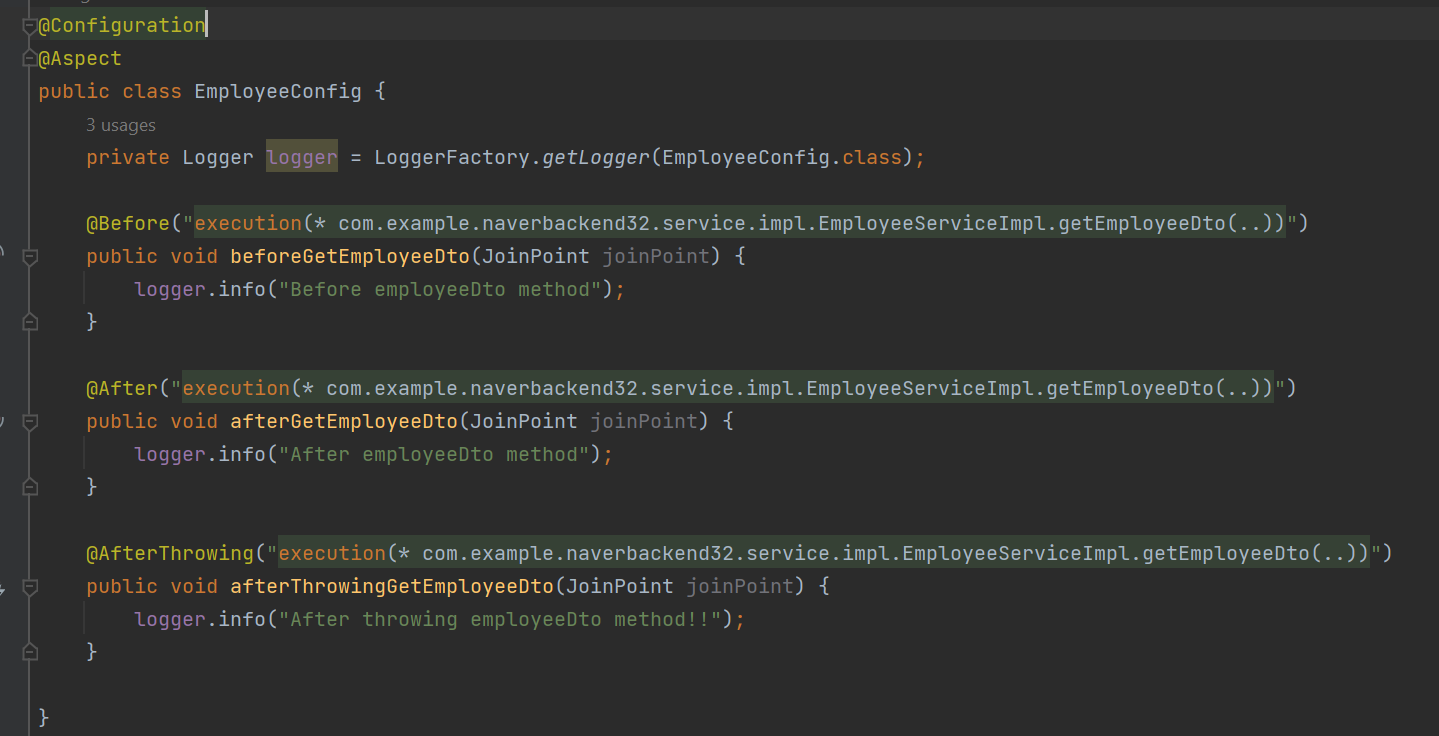 @Configuration
@Aspect
public class EmployeeConfig {
3 usages
private Logger logger = LoggerFactory.getLogger(EmployeeConfig.class);
@Before("execution(* com.example.naverbackend32.service.impl.EmployeeServiceImpl.getEmployeeDto(..))")
public void beforeGetEmployeeDto(JoinPoint joinPoint) {
logger.info("Before employeeDto method");
}
@After("execution(* com.example.naverbackend32.service.impl.EmployeeServiceImpl.getEmployeeDto(..))")
public void afterGetEmployeeDto(JoinPoint joinPoint) {
logger.info("After employeeDto method");
}
@AfterThrowing("execution(* com.example.naverbackend32.service.impl.EmployeeServiceImpl.getEmployeeDto(..))")
public void afterThrowingGetEmployeeDto(JoinPoint joinPoint) {
logger.info("After throwing employeeDto method!!");
}
}